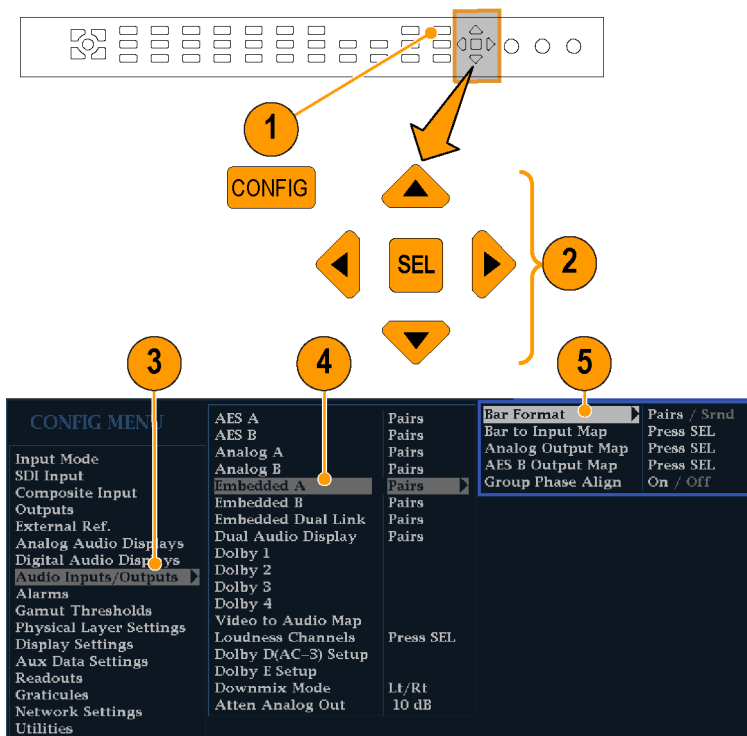 1
CONFIG
SEL
2
3
4
5
CONFIG MENU
Input Mode
SDI Input
Composite Input
Outputs
External Ref.
Analog Audio Displays
Digital Audio Displays
Audio Inputs/Outputs
Alarms
Gamut Thresholds
Physical Layer Settings
Display Settings
Aux Data Settings
Readouts
Graticules
Network Settings
Utilities
AES A Pairs
AES B Pairs
Analog A Pairs
Analog B Pairs
Embedded A Pairs
Embedded B Pairs
Embedded Dual Link Pairs
Dual Audio Display Pairs
Dolby 1
Dolby 2
Dolby 3
Dolby 4
Video to Audio Map
Loudness Channels Press SEL
Dolby D(AC-3) Setup
Dolby E Setup
Downmix Mode Lt/Rt
Atten Analog Out 10 dB
Bar Format Pairs / Srnd
Bar to Input Map Press SEL
Analog Output Map Press SEL
AES B Output Map Press SEL
Group Phase Align On / Off